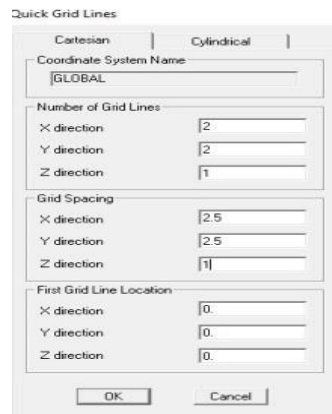 Quick Grid Lines
Cartesian Cylindrical
Coordinate System Name
GLOBAL
Number of Grid Lines
X direction 2
Y direction 2
Z direction 1
Grid Spacing
X direction 2.5
Y direction 2.5
Z direction 1
First Grid Line Location
X direction 0.
Y direction 0.
Z direction 0.
OK Cancel